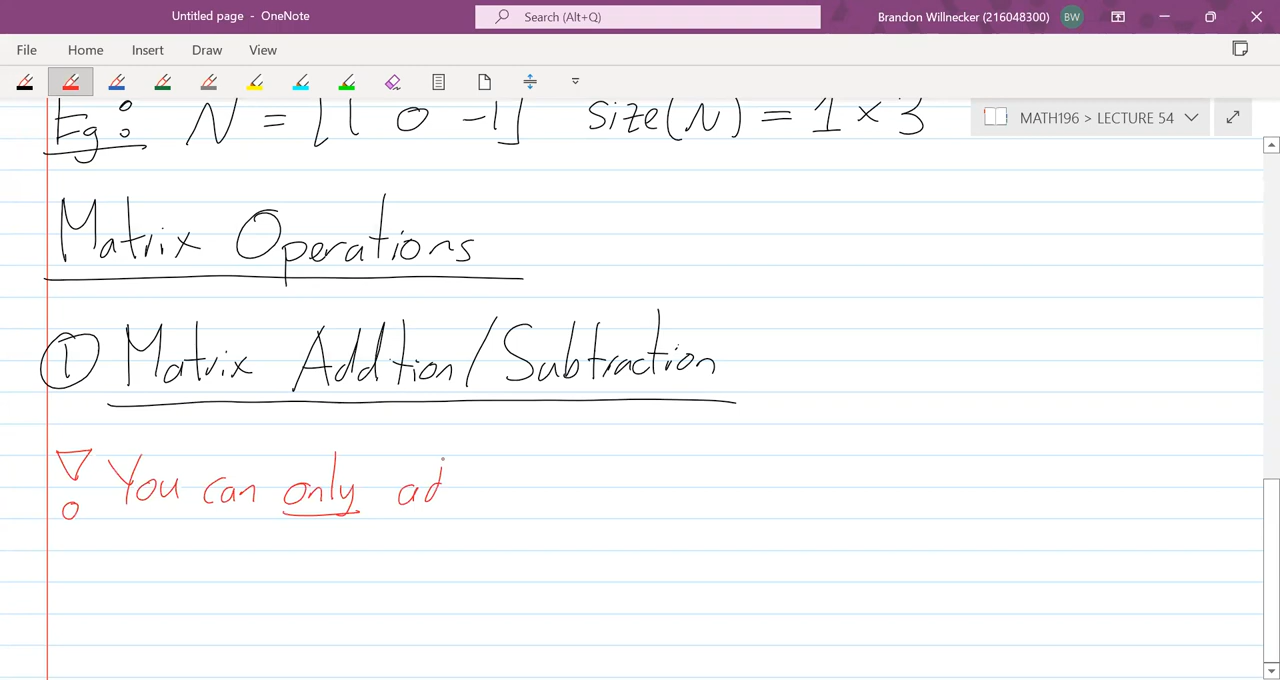 Untitled page - OneNote
Search (Alt+Q)
Brandon Willnecker (216048300)
BW
File Home Insert Draw View
MATH196 > LECTURE 54
Eg: N = [1 0 -1] size(N) = 1 × 3
Matrix Operations
① Matrix Addtion/Subtraction
! You can only ad